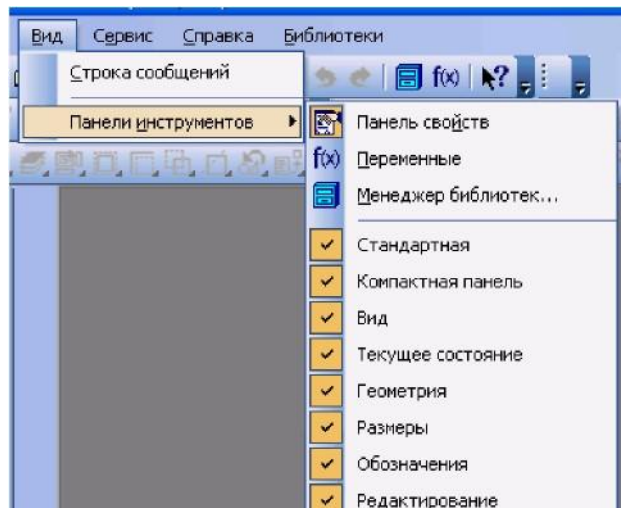 Вид Сервис Справка Библиотеки
Строка сообщений
f(x) ?
Панели инструментов
Панель свойств
f(x) Переменные
Менеджер библиотек...
Стандартная
Компактная панель
Вид
Текущее состояние
Геометрия
Размеры
Обозначения
Редактирование